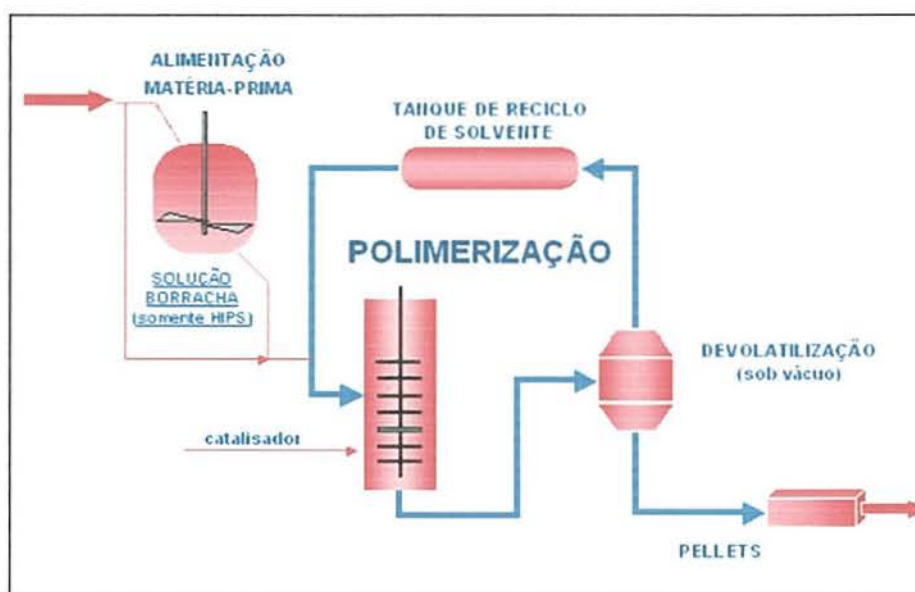 ALIMENTAÇÃO
MATÉRIA-PRIMA
TANQUE DE RECICLO
DE SOLVENTE
POLIMERIZAÇÃO
SOLUÇÃO
BORRACHA
(somente HIPS)
DEVOLATILIZAÇÃO
(sob vácuo)
catalisador
PELLETS